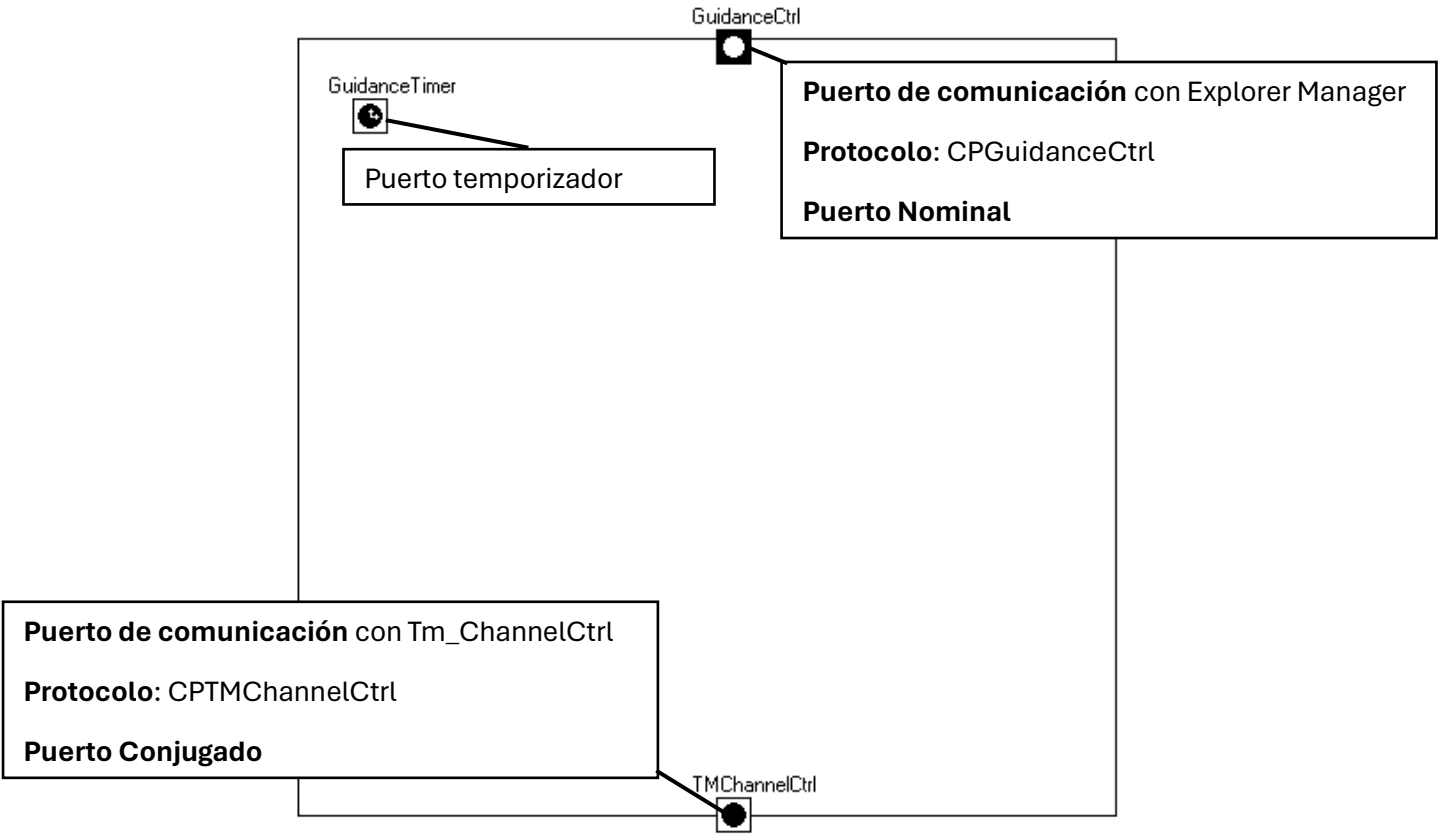 GuidanceCtrl
GuidanceTimer
Puerto de comunicación con Explorer Manager
Protocolo: CPGuidanceCtrl
Puerto Nominal
Puerto temporizador
Puerto de comunicación con Tm_ChannelCtrl
Protocolo: CPTMChannelCtrl
Puerto Conjugado
TMChannelCtrl